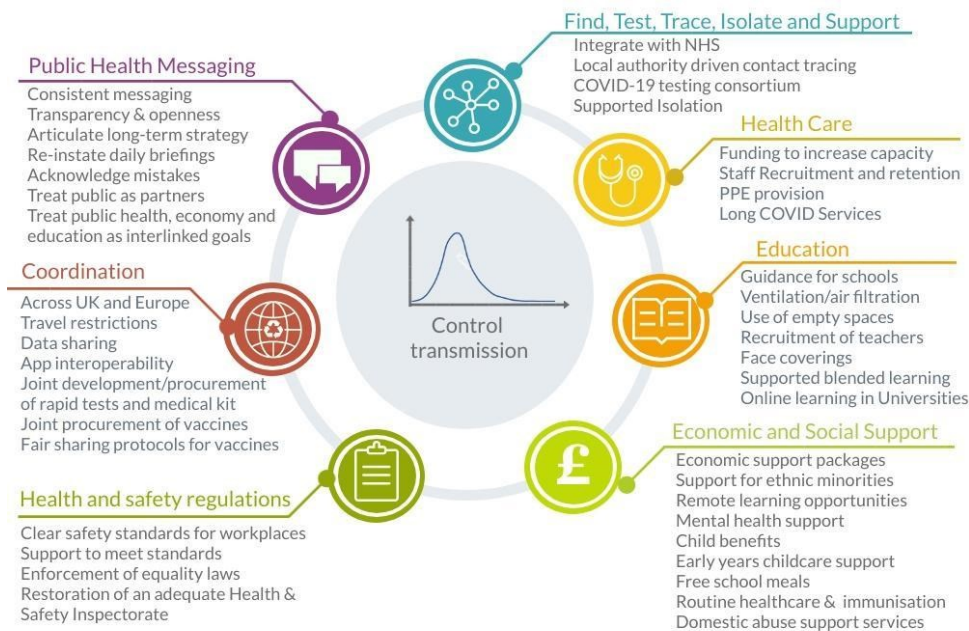 Find, Test, Trace, Isolate and Support
Integrate with NHS
Local authority driven contact tracing
COVID-19 testing consortium
Supported Isolation
Health Care
Funding to increase capacity
Staff Recruitment and retention
PPE provision
Long COVID Services
Education
Guidance for schools
Ventilation/air filtration
Use of empty spaces
Recruitment of teachers
Face coverings
Supported blended learning
Online learning in Universities
Economic and Social Support
Economic support packages
Support for ethnic minorities
Remote learning opportunities
Mental health support
Child benefits
Early years childcare support
Free school meals
Routine healthcare & immunisation
Domestic abuse support services
Health and safety regulations
Clear safety standards for workplaces
Support to meet standards
Enforcement of equality laws
Restoration of an adequate Health &
Safety Inspectorate
Coordination
Across UK and Europe
Travel restrictions
Data sharing
App interoperability
Joint development/procurement
of rapid tests and medical kit
Joint procurement of vaccines
Fair sharing protocols for vaccines
Public Health Messaging
Consistent messaging
Transparency & openness
Articulate long-term strategy
Re-instate daily briefings
Acknowledge mistakes
Treat public as partners
Treat public health, economy and
education as interlinked goals
Control
transmission
£